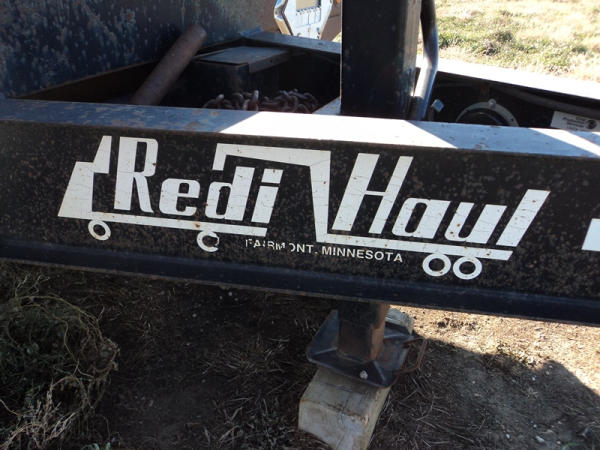 Redi Haul
FAIRMONT, MINNESOTA